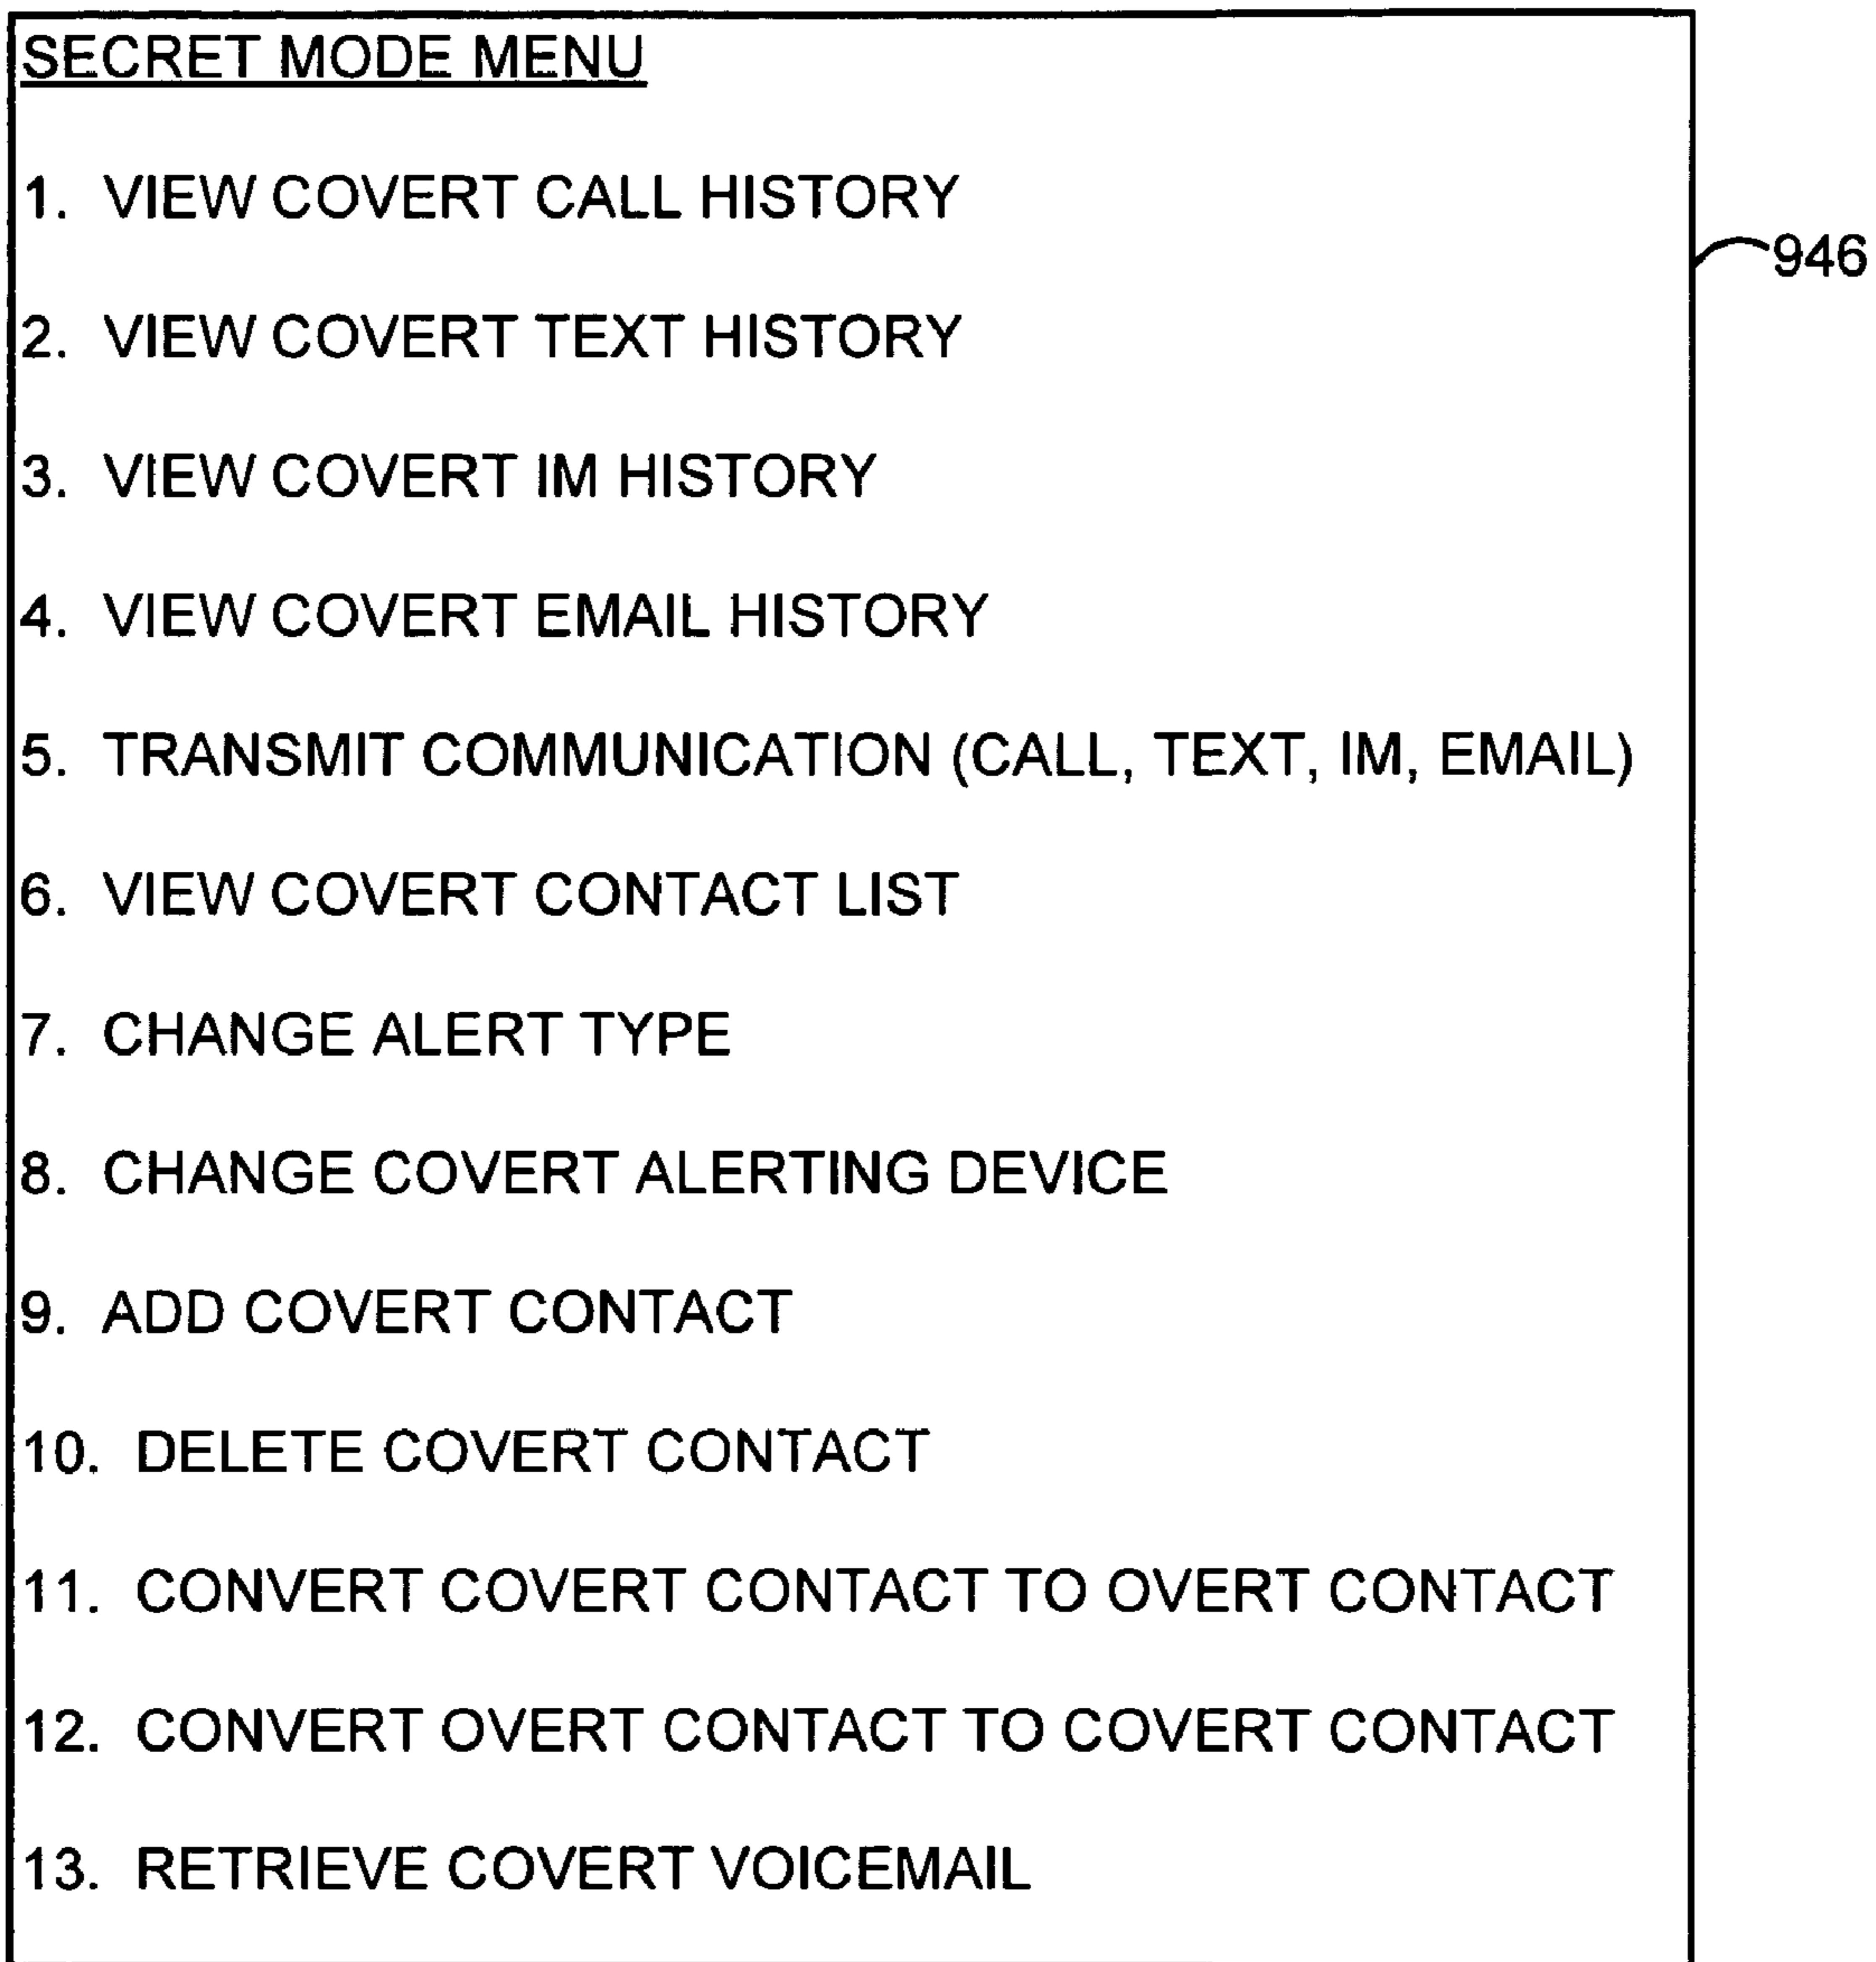 SECRET MODE MENU
1. VIEW COVERT CALL HISTORY
946
2. VIEW COVERT TEXT HISTORY
3. VIEW COVERT IM HISTORY
4. VIEW COVERT EMAIL HISTORY
5. TRANSMIT COMMUNICATION (CALL, TEXT, IM, EMAIL)
6. VIEW COVERT CONTACT LIST
7. CHANGE ALERT TYPE
8. CHANGE COVERT ALERTING DEVICE
9. ADD COVERT CONTACT
10. DELETE COVERT CONTACT
11. CONVERT COVERT CONTACT TO OVERT CONTACT
12. CONVERT OVERT CONTACT TO COVERT CONTACT
13. RETRIEVE COVERT VOICEMAIL